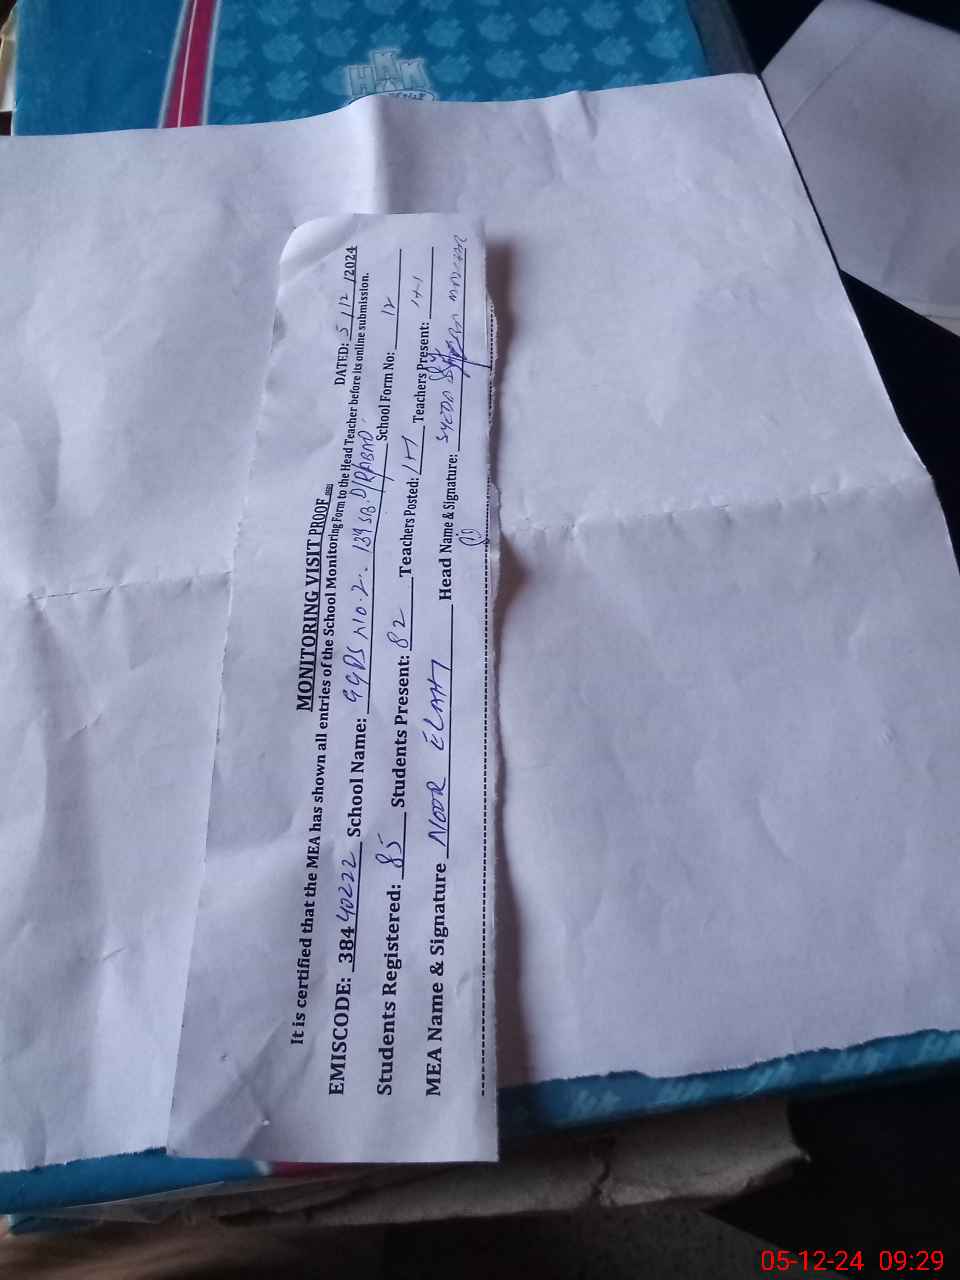 HKK
MONITORING VISIT PROOF
DATED: 5/12/2024
It is certified that the MEA has shown all entries of the School Monitoring Form to the Head Teacher before its online submission.
EMISCODE: 38440222 School Name: GGPS NO.2. 139 SB. School Form No: 12
Students Registered: 85 Students Present: 82 Teachers Posted: 1+1 Teachers Present: 1+1
MEA Name & Signature NOOR ELAHI Head Name & Signature:
05-12-24 09:29